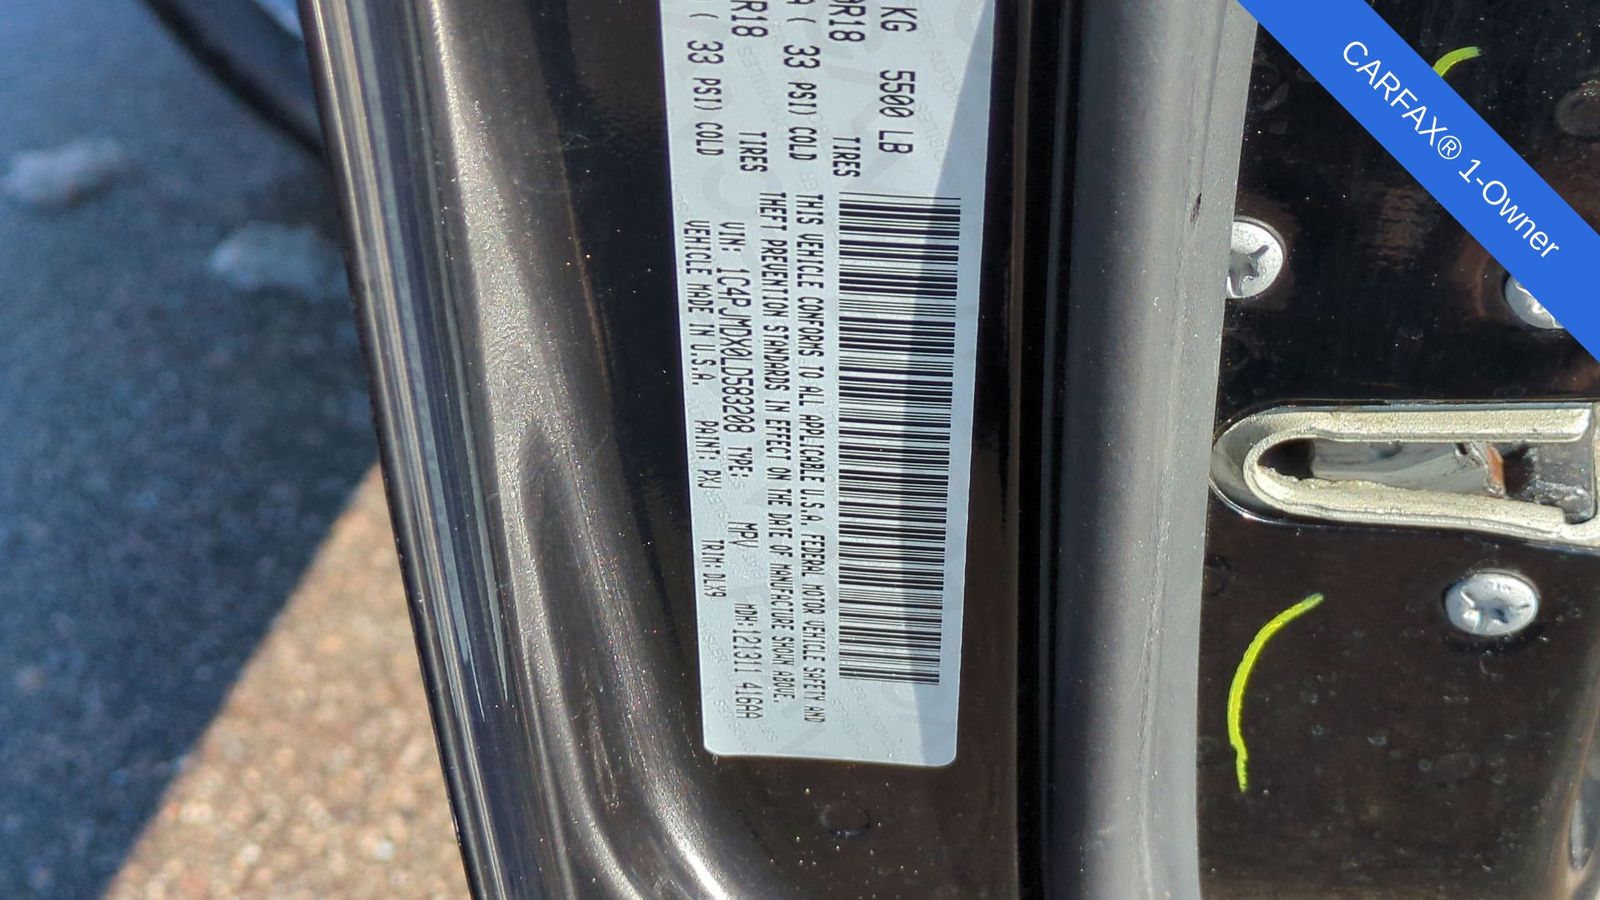 KG 5500 LB
R18 TIRES
A ( 33 PSI) COLD
R18 TIRES
( 33 PSI) COLD
THIS VEHICLE CONFORMS TO ALL APPLICABLE U.S.A. FEDERAL MOTOR VEHICLE SAFETY AND
THEFT PREVENTION STANDARDS IN EFFECT ON THE DATE OF MANUFACTURE SHOWN ABOVE.
VIN: 1C4PJMDX0LD583208 TYPE: MPV MDH: 121311 416AA
VEHICLE MADE IN U.S.A. PAINT: PXJ TRIM: DLX9
CARFAX® 1-Owner